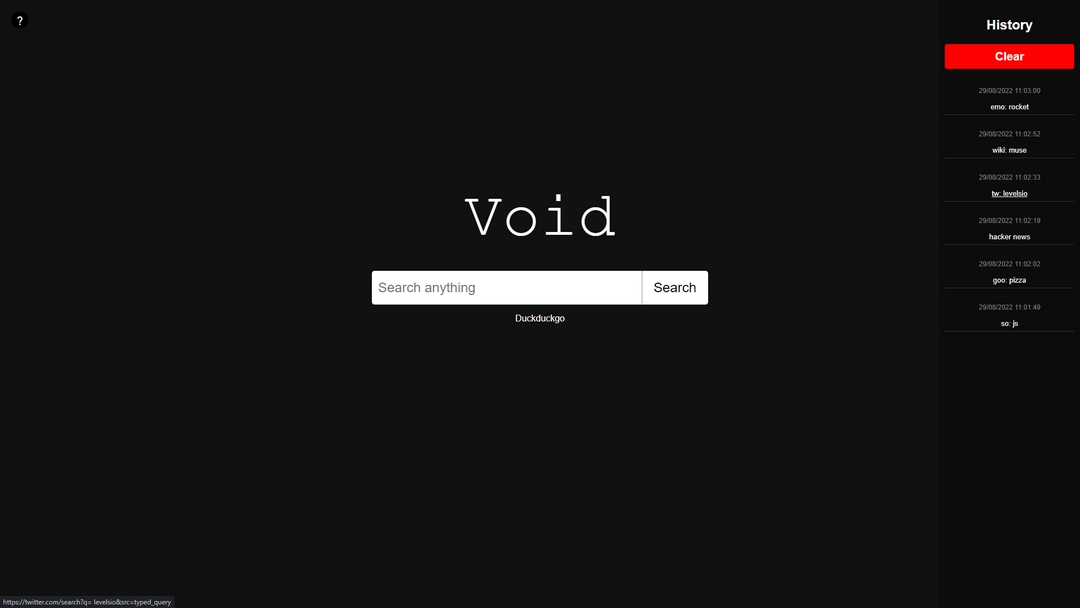 ?
History
Clear
29/08/2022 11:03:00
emo: rocket
29/08/2022 11:02:52
wiki: muse
29/08/2022 11:02:33
tw: levelsio
29/08/2022 11:02:19
hacker news
29/08/2022 11:02:02
goo: pizza
29/08/2022 11:01:49
so: js
Void
Search anything Search
Duckduckgo
https://twitter.com/search?q= levelsio&src=typed_query